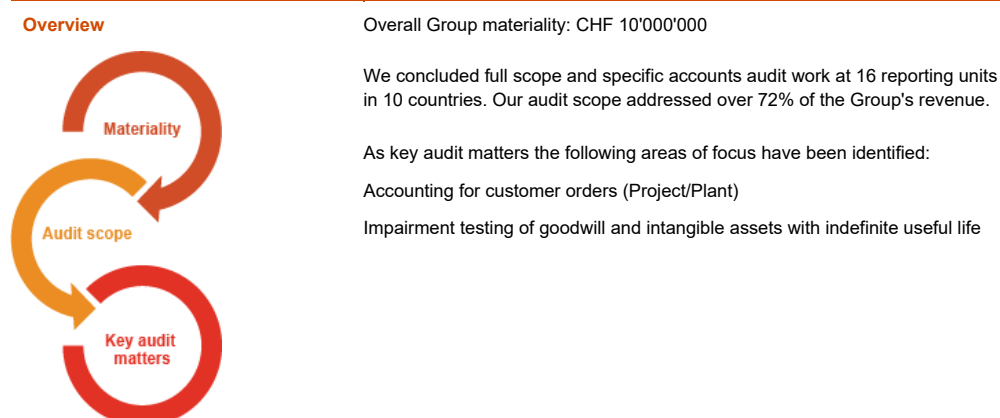 Overview
Overall Group materiality: CHF 10'000'000
We concluded full scope and specific accounts audit work at 16 reporting units
in 10 countries. Our audit scope addressed over 72% of the Group's revenue.
As key audit matters the following areas of focus have been identified:
Accounting for customer orders (Project/Plant)
Impairment testing of goodwill and intangible assets with indefinite useful life
Materiality
Audit scope
Key audit
matters